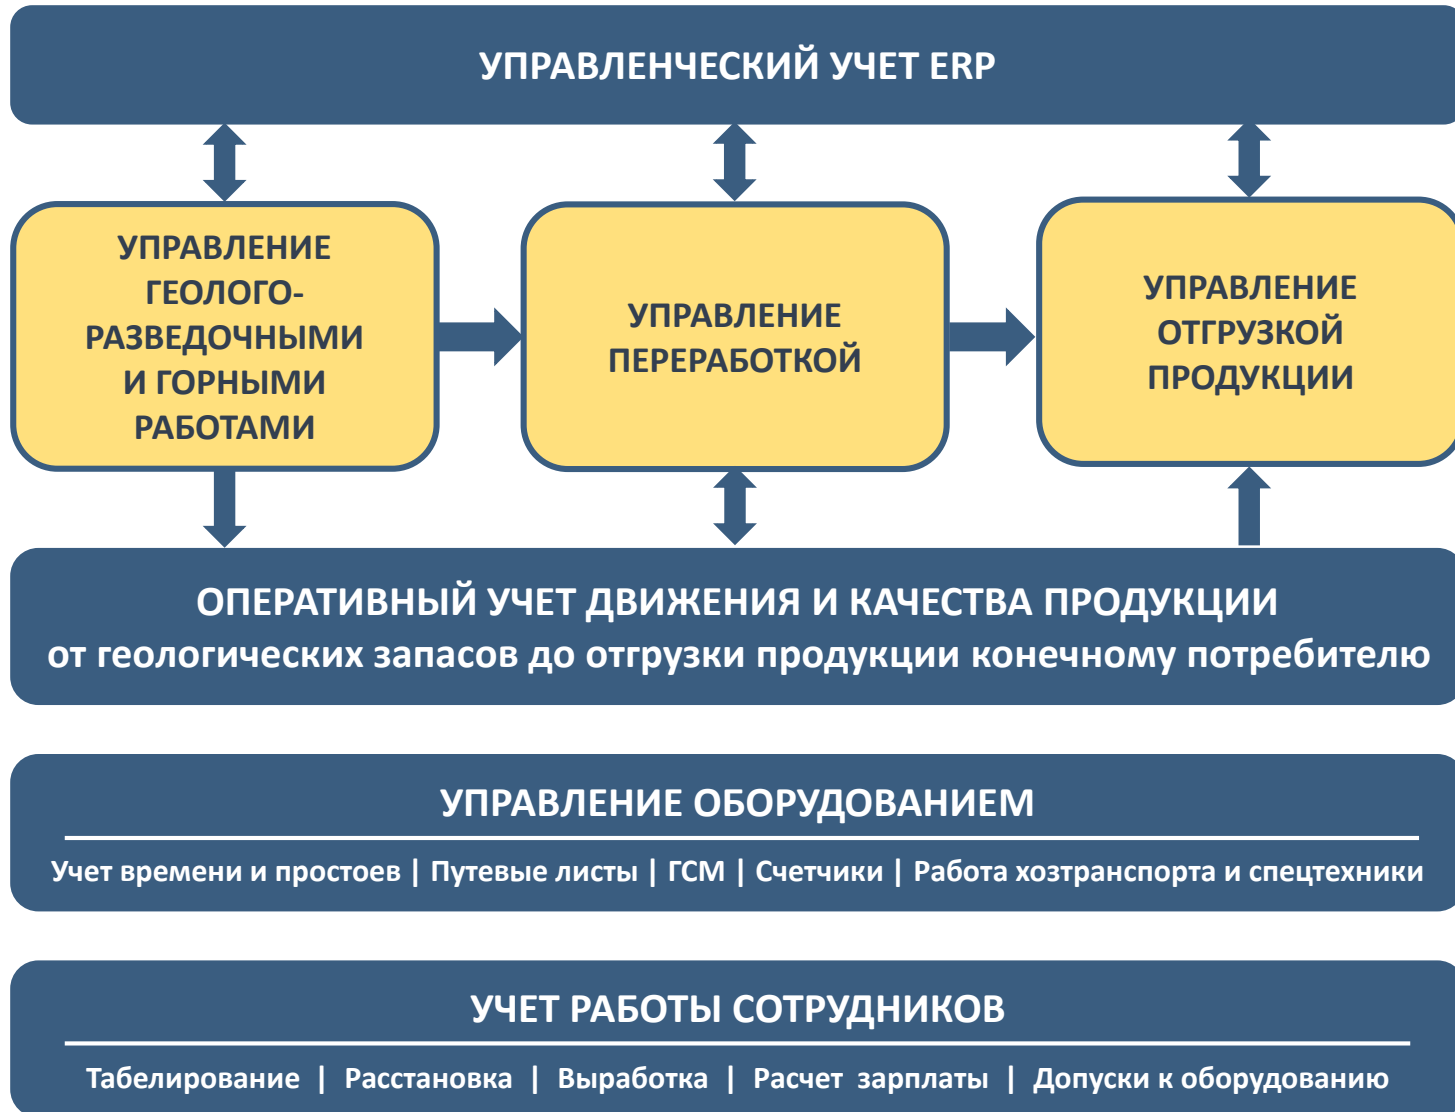 УПРАВЛЕНЧЕСКИЙ УЧЕТ ERP
УПРАВЛЕНИЕ
ГЕОЛОГО-
РАЗВЕДОЧНЫМИ
И ГОРНЫМИ
РАБОТАМИ
УПРАВЛЕНИЕ
ПЕРЕРАБОТКОЙ
УПРАВЛЕНИЕ
ОТГРУЗКОЙ
ПРОДУКЦИИ
ОПЕРАТИВНЫЙ УЧЕТ ДВИЖЕНИЯ И КАЧЕСТВА ПРОДУКЦИИ
от геологических запасов до отгрузки продукции конечному потребителю
УПРАВЛЕНИЕ ОБОРУДОВАНИЕМ
Учет времени и простоев | Путевые листы | ГСМ | Счетчики | Работа хозтранспорта и спецтехники
УЧЕТ РАБОТЫ СОТРУДНИКОВ
Табелирование | Расстановка | Выработка | Расчет зарплаты | Допуски к оборудованию